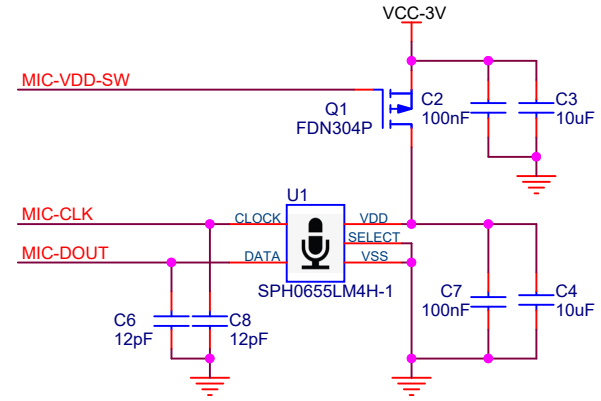 VCC-3V
MIC-VDD-SW
Q1
FDN304P
C2
100nF
C3
10uF
U1
MIC-CLK
CLOCK
VDD
SELECT
MIC-DOUT
DATA
VSS
SPH0655LM4H-1
C7
100nF
C4
10uF
C6
12pF
C8
12pF